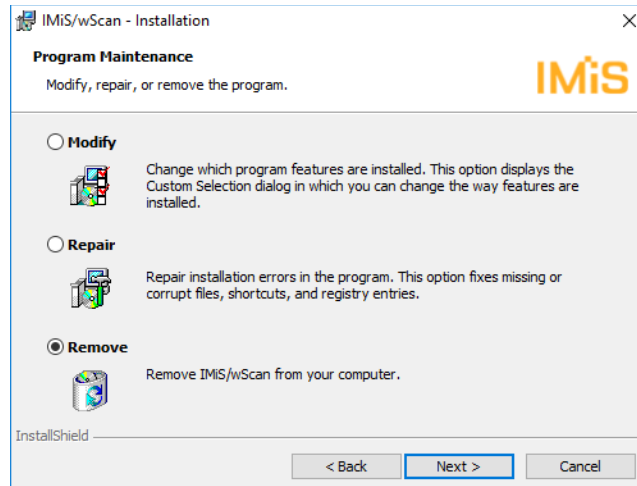 IMiS/wScan - Installation
Program Maintenance
Modify, repair, or remove the program.
IMiS
Modify
Change which program features are installed. This option displays the
Custom Selection dialog in which you can change the way features are
installed.
Repair
Repair installation errors in the program. This option fixes missing or
corrupt files, shortcuts, and registry entries.
Remove
Remove IMiS/wScan from your computer.
InstallShield
< Back
Next >
Cancel